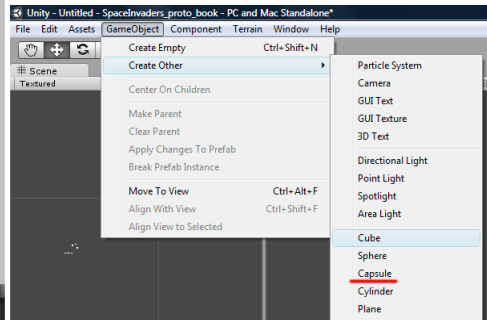 Unity - Untitled - SpaceInvaders_proto_book - PC and Mac Standalone*
File Edit Assets GameObject Component Terrain Window Help
Create Empty Ctrl+Shift+N
Create Other
Center On Children
Make Parent
Clear Parent
Apply Changes To Prefab
Break Prefab Instance
Move To View Ctrl+Alt+F
Align With View Ctrl+Shift+F
Align View to Selected
Scene
Textured
Particle System
Camera
GUI Text
GUI Texture
3D Text
Directional Light
Point Light
Spotlight
Area Light
Cube
Sphere
Capsule
Cylinder
Plane